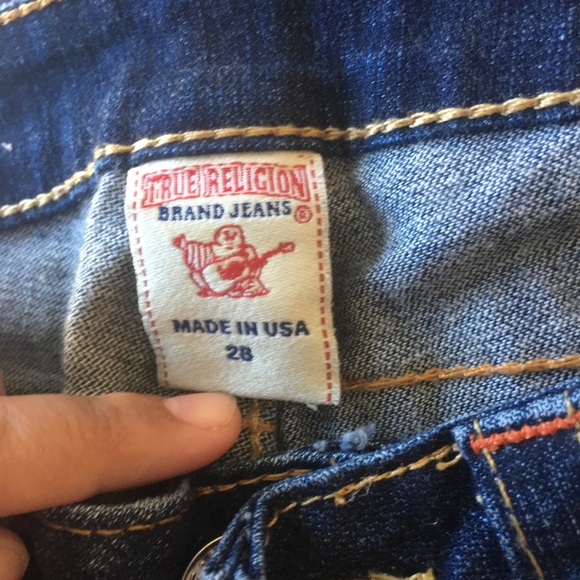 TRUE RELIGION
BRAND JEANS ®
MADE IN USA
28